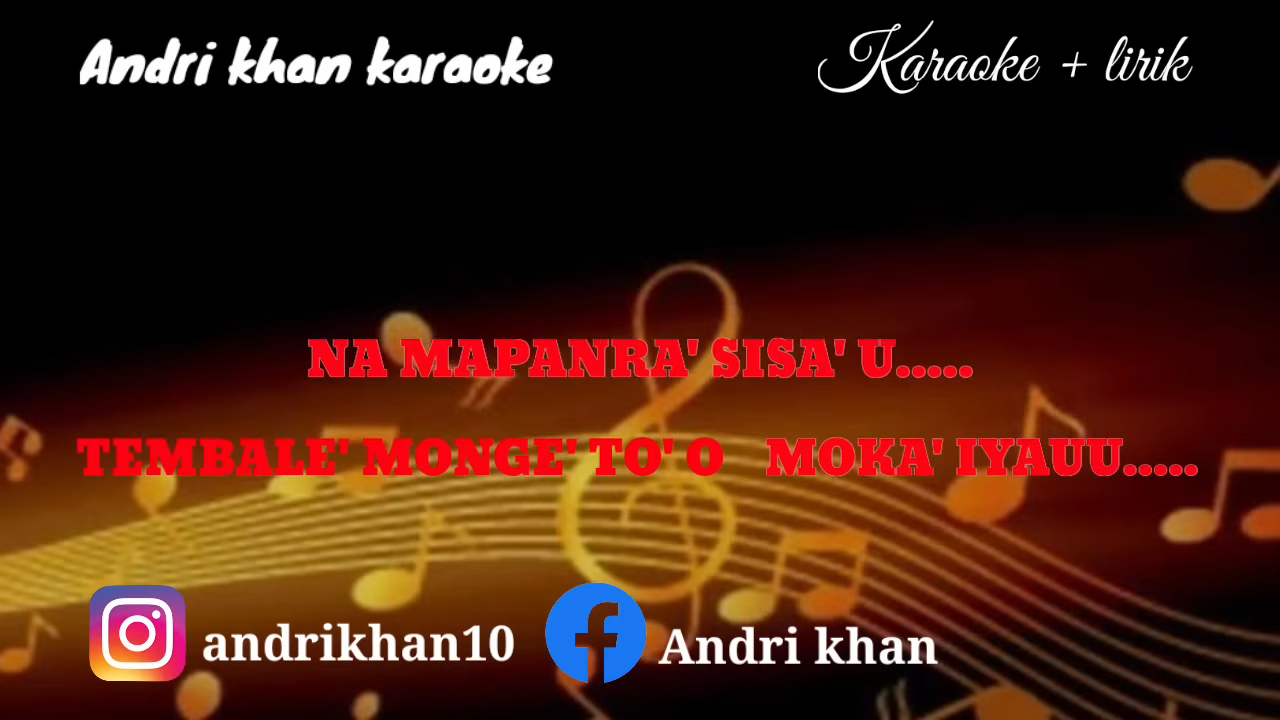 Andri khan karaoke
Karaoke + lirik
NA MAPANRA' SISA' U.....
TEMBALE' MONGE' TO' O MOKA' IYAUU.....
andrikhan10
Andri khan